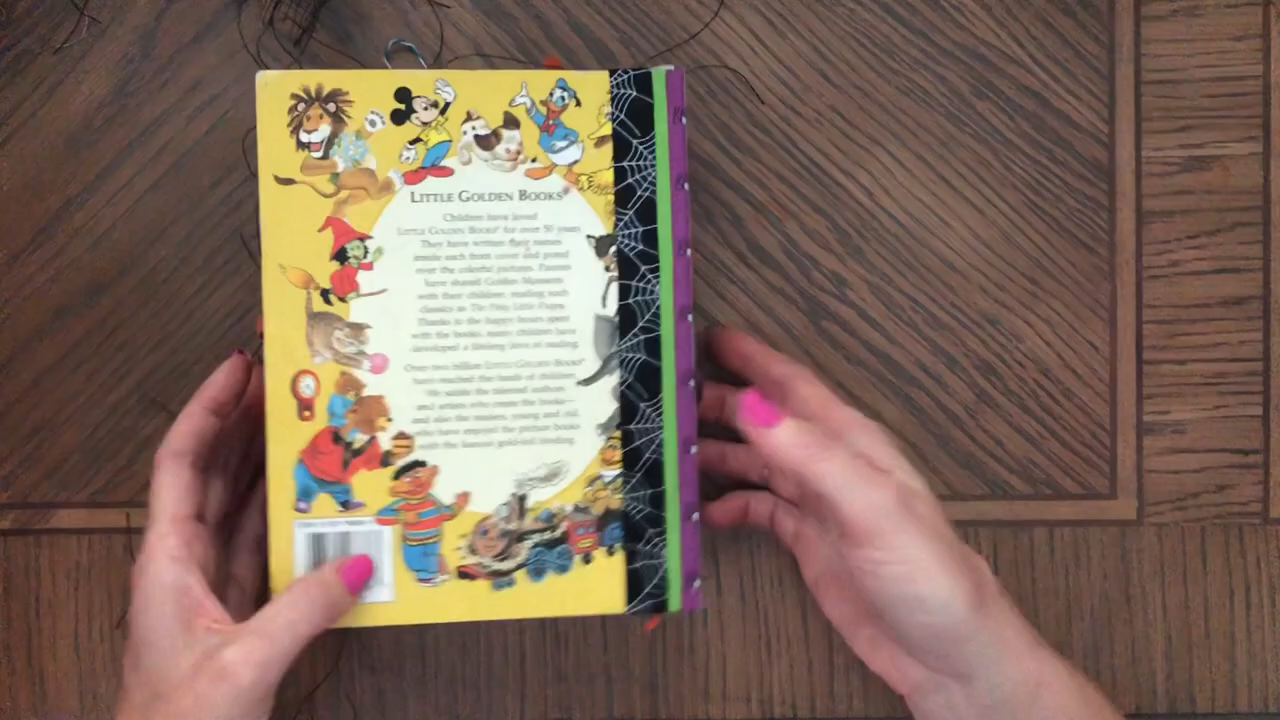 LITTLE GOLDEN BOOKS®
Children have loved
LITTLE GOLDEN BOOKS® for over 50 years.
They have written their names
inside each front cover and pored
over the colorful pictures. Parents
have shared Golden Moments
with their children, reading such
classics as The Poky Little Puppy.
Thanks to the happy hours spent
with the books, many children have
developed a lifelong love of reading.
Over two billion LITTLE GOLDEN BOOKS®
have reached the hands of children.
We salute the talented authors
and artists who create the books—
and also the readers, young and old,
who have enjoyed the picture books
with the famous gold-foil binding.